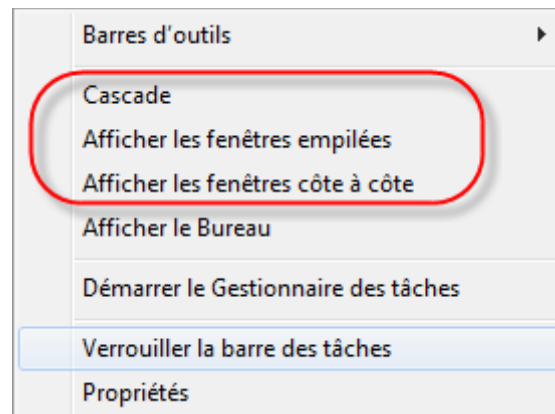 Barres d'outils
Cascade
Afficher les fenêtres empilées
Afficher les fenêtres côte à côte
Afficher le Bureau
Démarrer le Gestionnaire des tâches
Verrouiller la barre des tâches
Propriétés